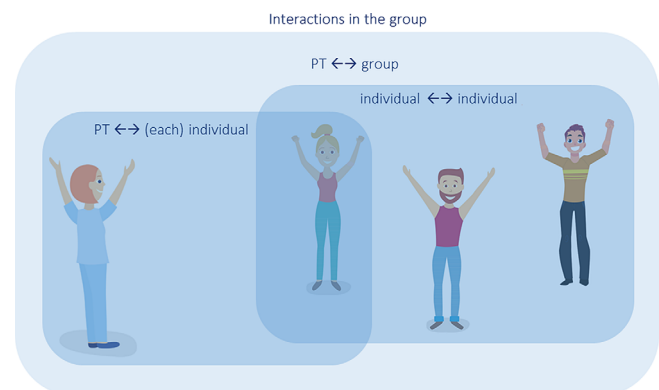 Interactions in the group
PT ←→ group
individual ←→ individual
PT ←→ (each) individual